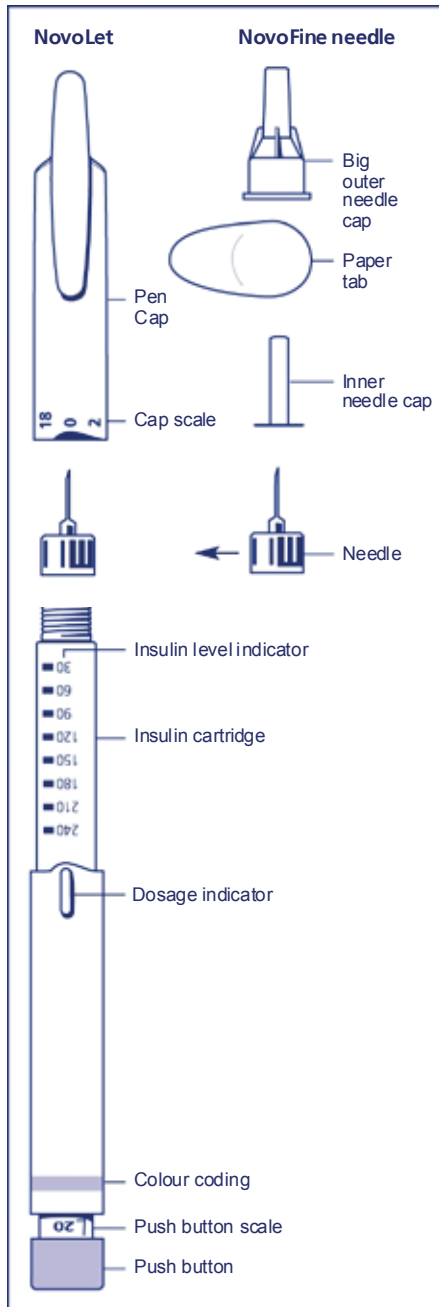 NovoLet
NovoFine needle
Big
outer
needle
cap
Paper
tab
Pen
Cap
Inner
needle cap
Cap scale
18 0 2
Needle
Insulin level indicator
30
60
90
Insulin cartridge
120
150
180
210
240
Dosage indicator
Colour coding
Push button scale
20
Push button